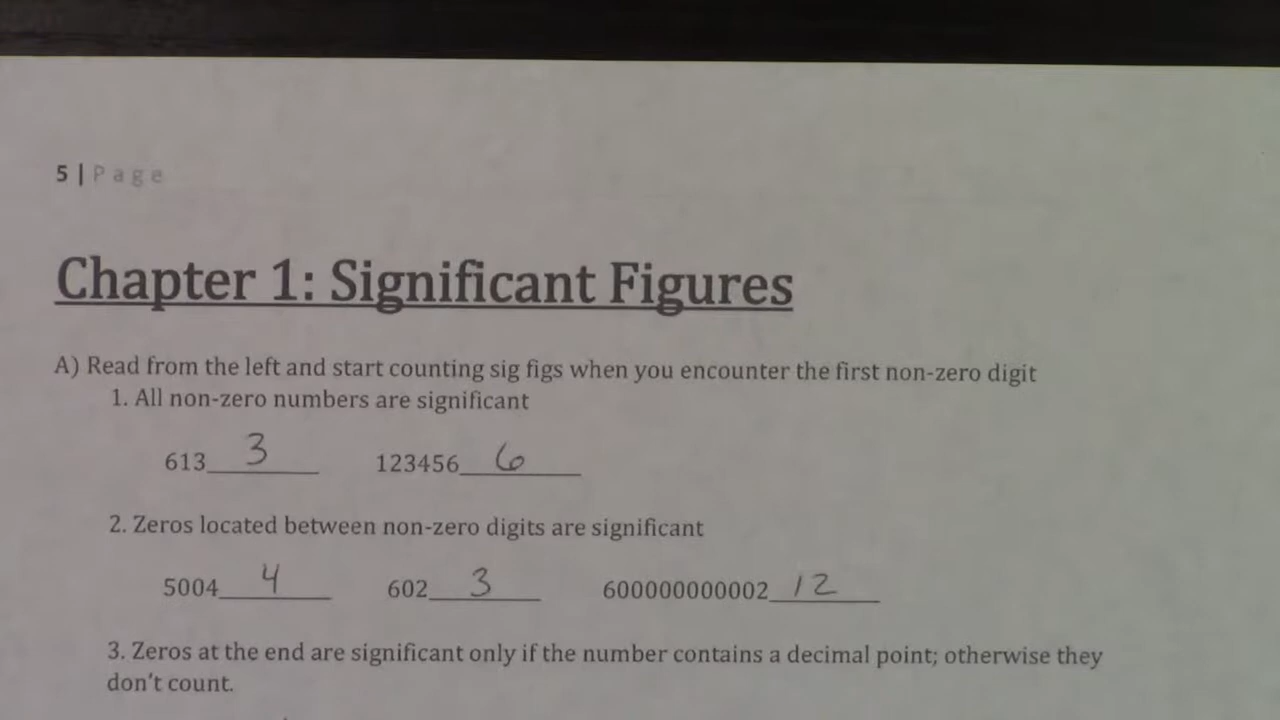 5 | Page
Chapter 1: Significant Figures
A) Read from the left and start counting sig figs when you encounter the first non-zero digit
1. All non-zero numbers are significant
613 3 123456 6
2. Zeros located between non-zero digits are significant
5004 4 602 3 600000000002 12
3. Zeros at the end are significant only if the number contains a decimal point; otherwise they
don't count.